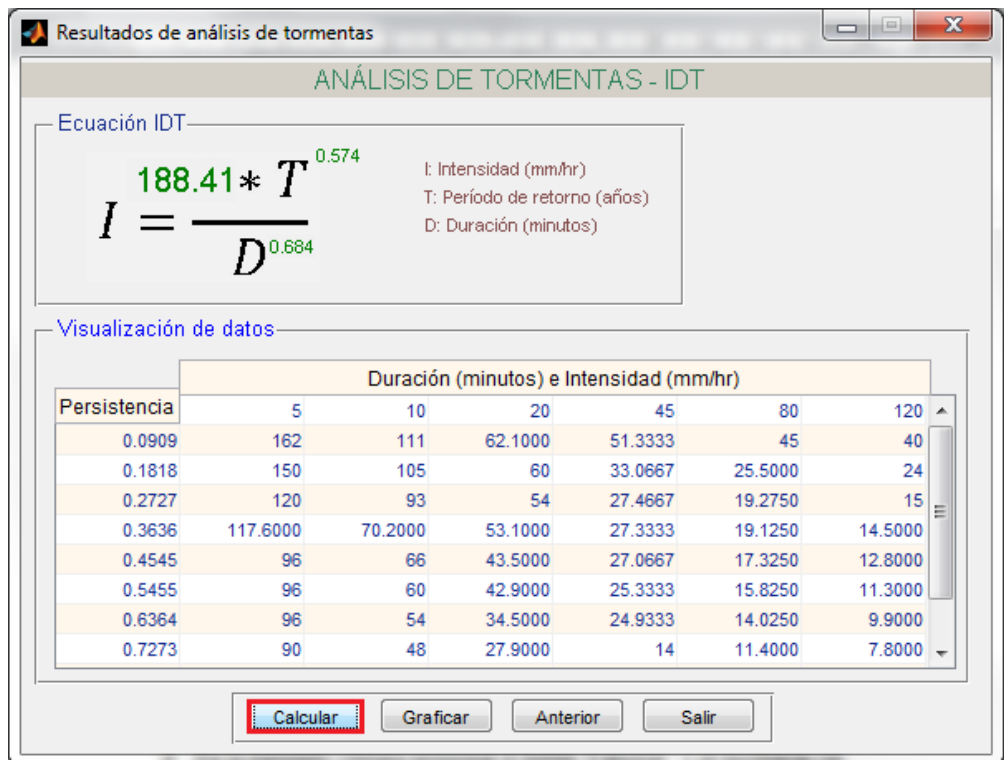 Resultados de análisis de tormentas
ANÁLISIS DE TORMENTAS - IDT
Ecuación IDT
I = 188.41 * T^0.574 / D^0.684
I: Intensidad (mm/hr)
T: Período de retorno (años)
D: Duración (minutos)
Visualización de datos
Duración (minutos) e Intensidad (mm/hr)
Persistencia 5 10 20 45 80 120
0.0909 162 111 62.1000 51.3333 45 40
0.1818 150 105 60 33.0667 25.5000 24
0.2727 120 93 54 27.4667 19.2750 15
0.3636 117.6000 70.2000 53.1000 27.3333 19.1250 14.5000
0.4545 96 66 43.5000 27.0667 17.3250 12.8000
0.5455 96 60 42.9000 25.3333 15.8250 11.3000
0.6364 96 54 34.5000 24.9333 14.0250 9.9000
0.7273 90 48 27.9000 14 11.4000 7.8000
Calcular Graficar Anterior Salir